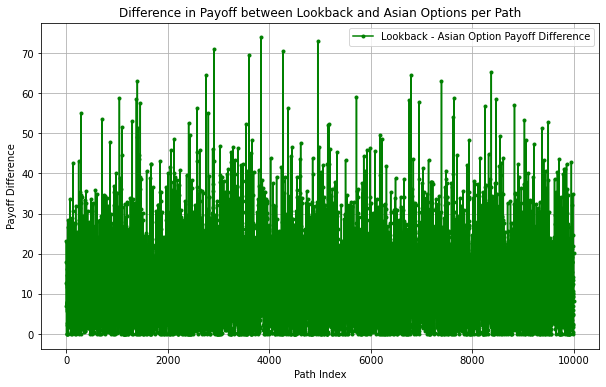 Difference in Payoff between Lookback and Asian Options per Path
Lookback - Asian Option Payoff Difference
Payoff Difference
70
60
50
40
30
20
10
0
0 2000 4000 6000 8000 10000
Path Index